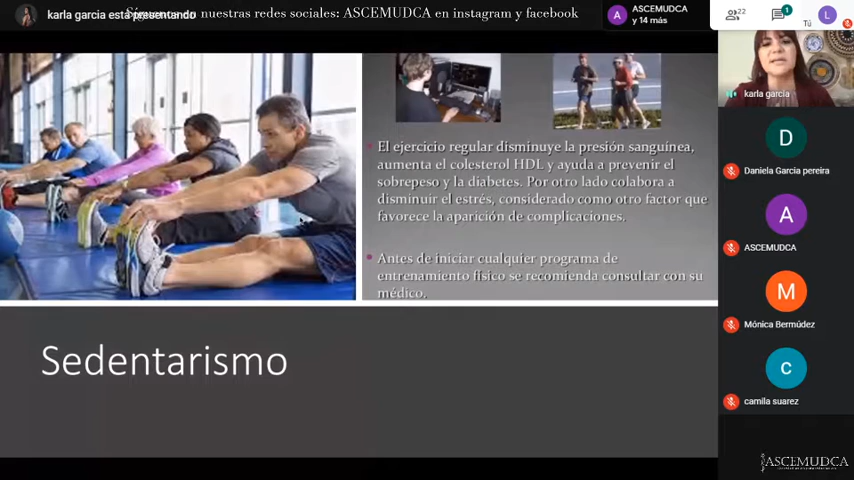 karla garcia está presentando
en nuestras redes sociales: ASCEMUDCA en instagram y facebook
ASCEMUDCA
y 14 más
22
1
Tú
L
karla garcia
El ejercicio regular disminuye la presión sanguínea,
aumenta el colesterol HDL y ayuda a prevenir el
sobrepeso y la diabetes. Por otro lado colabora a
disminuir el estrés, considerado como otro factor que
favorece la aparición de complicaciones.
Antes de iniciar cualquier programa de
entrenamiento físico se recomienda consultar con su
médico.
Sedentarismo
A
D
Daniela Garcia pereira
A
ASCEMUDCA
M
Mónica Bermúdez
c
camila suarez
ASCEMUDCA